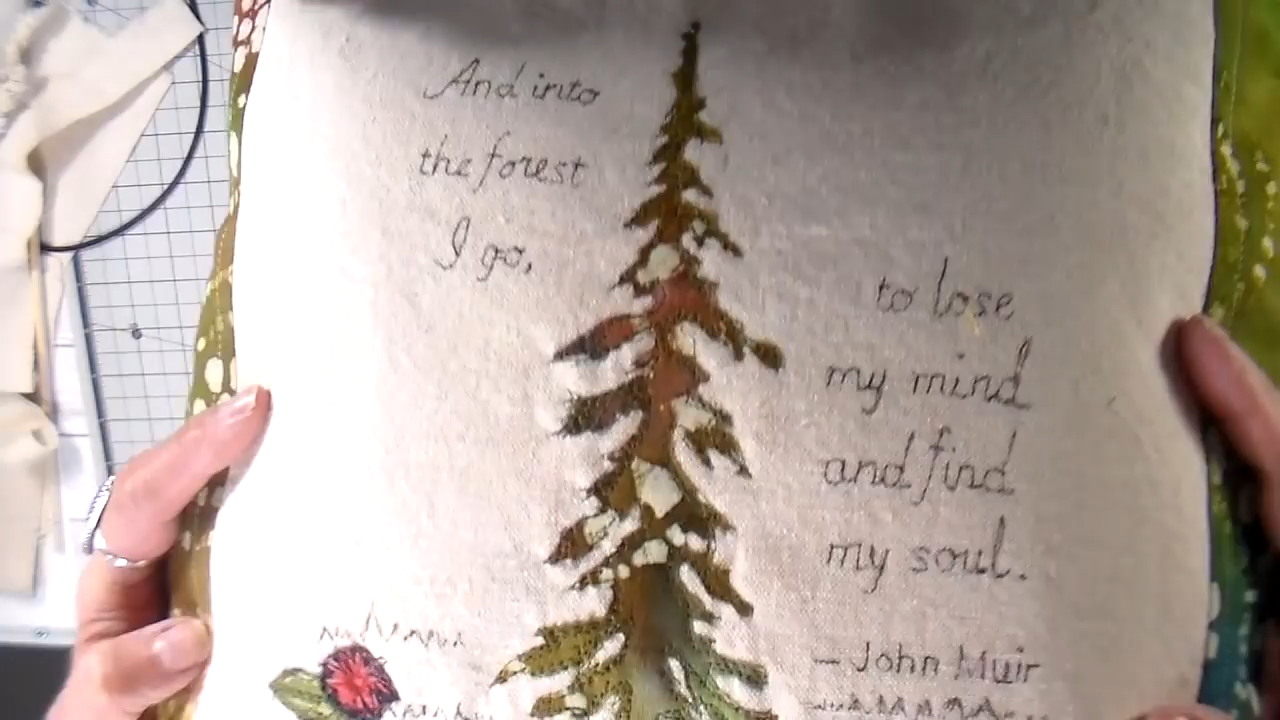 And into
the forest
I go,
to lose
my mind
and find
my soul.
– John Muir